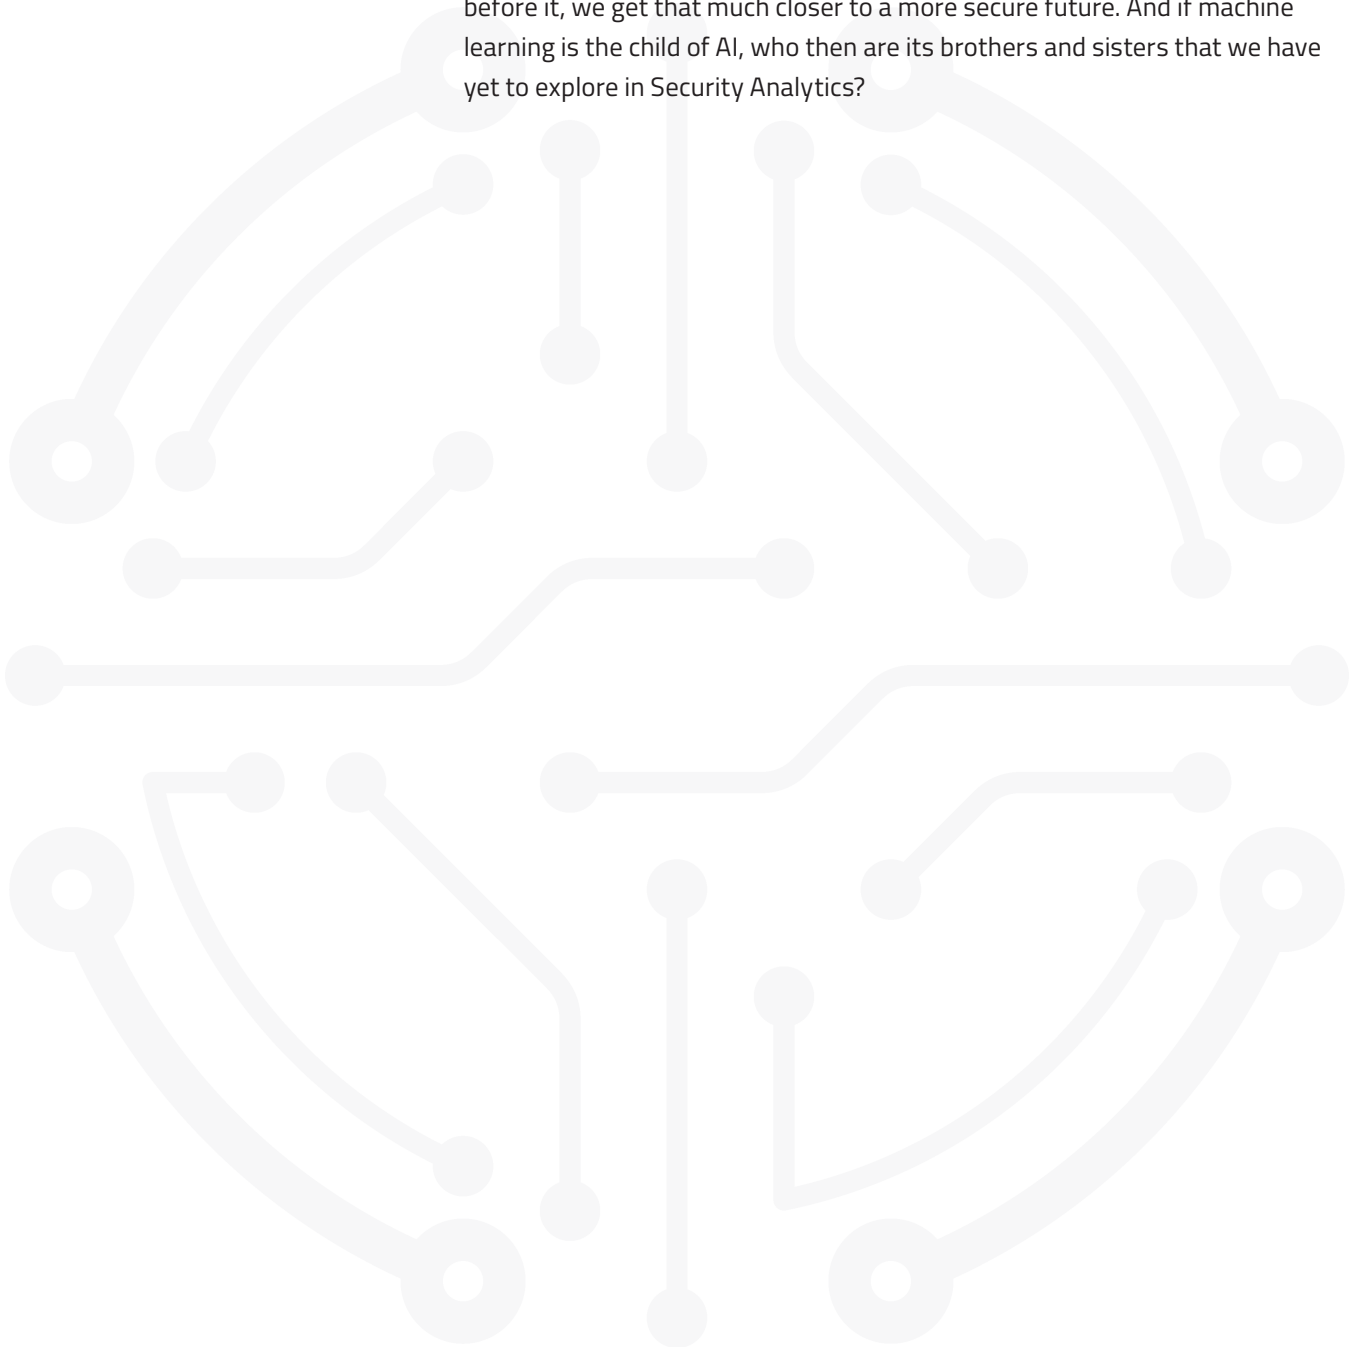 before it, we get that much closer to a more secure future. And if machine
learning is the child of AI, who then are its brothers and sisters that we have
yet to explore in Security Analytics?